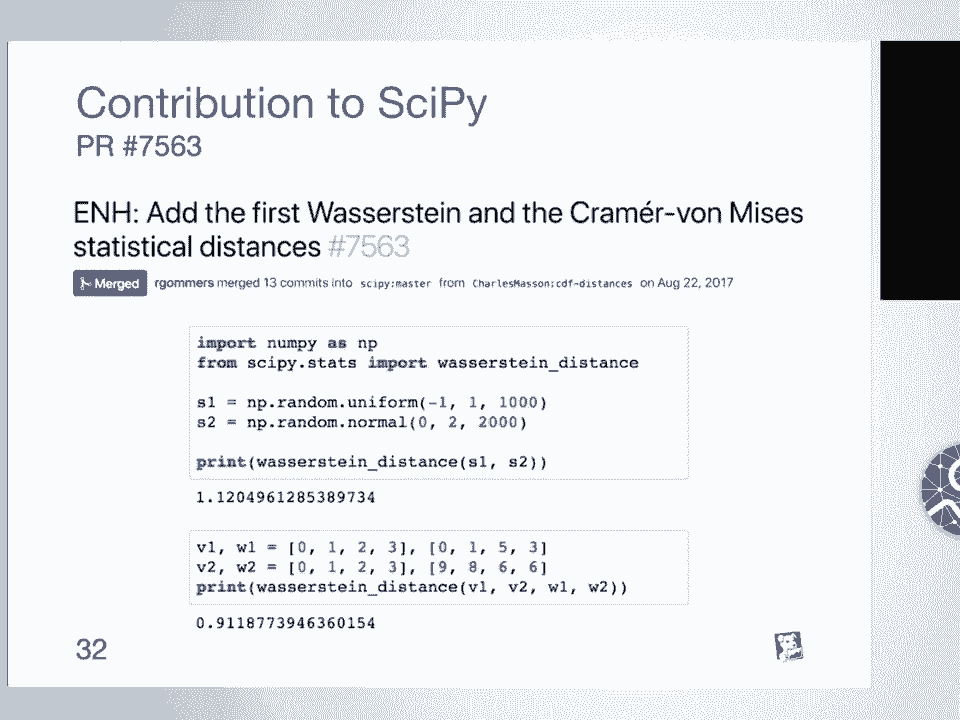 Contribution to SciPy
PR #7563
ENH: Add the first Wasserstein and the Cramér-von Mises
statistical distances #7563
Merged rgommers merged 13 commits into scipy:master from CharlesMasson:cdf-distances on Aug 22, 2017
import numpy as np
from scipy.stats import wasserstein_distance
s1 = np.random.uniform(-1, 1, 1000)
s2 = np.random.normal(0, 2, 2000)
print(wasserstein_distance(s1, s2))
1.1204961285389734
v1, w1 = [0, 1, 2, 3], [0, 1, 5, 3]
v2, w2 = [0, 1, 2, 3], [9, 8, 6, 6]
print(wasserstein_distance(v1, v2, w1, w2))
0.9118773946360154
32